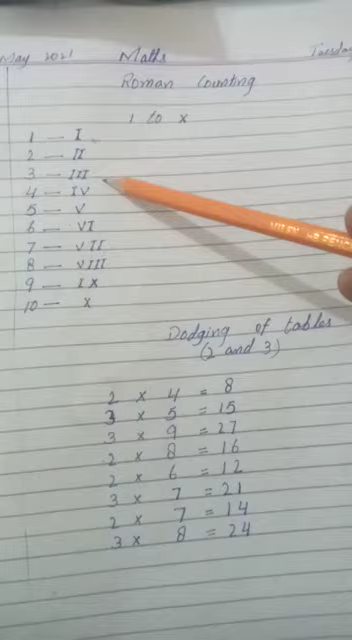 May 2021 Maths Tuesday
Roman Counting
1 to X
1 — I
2 — II
3 — III
4 — IV
5 — V
6 — VI
7 — VII
8 — VIII
9 — IX
10 — X
Dodging of tables
(2 and 3)
2 × 4 = 8
3 × 5 = 15
3 × 9 = 27
2 × 8 = 16
2 × 6 = 12
3 × 7 = 21
2 × 7 = 14
3 × 8 = 24